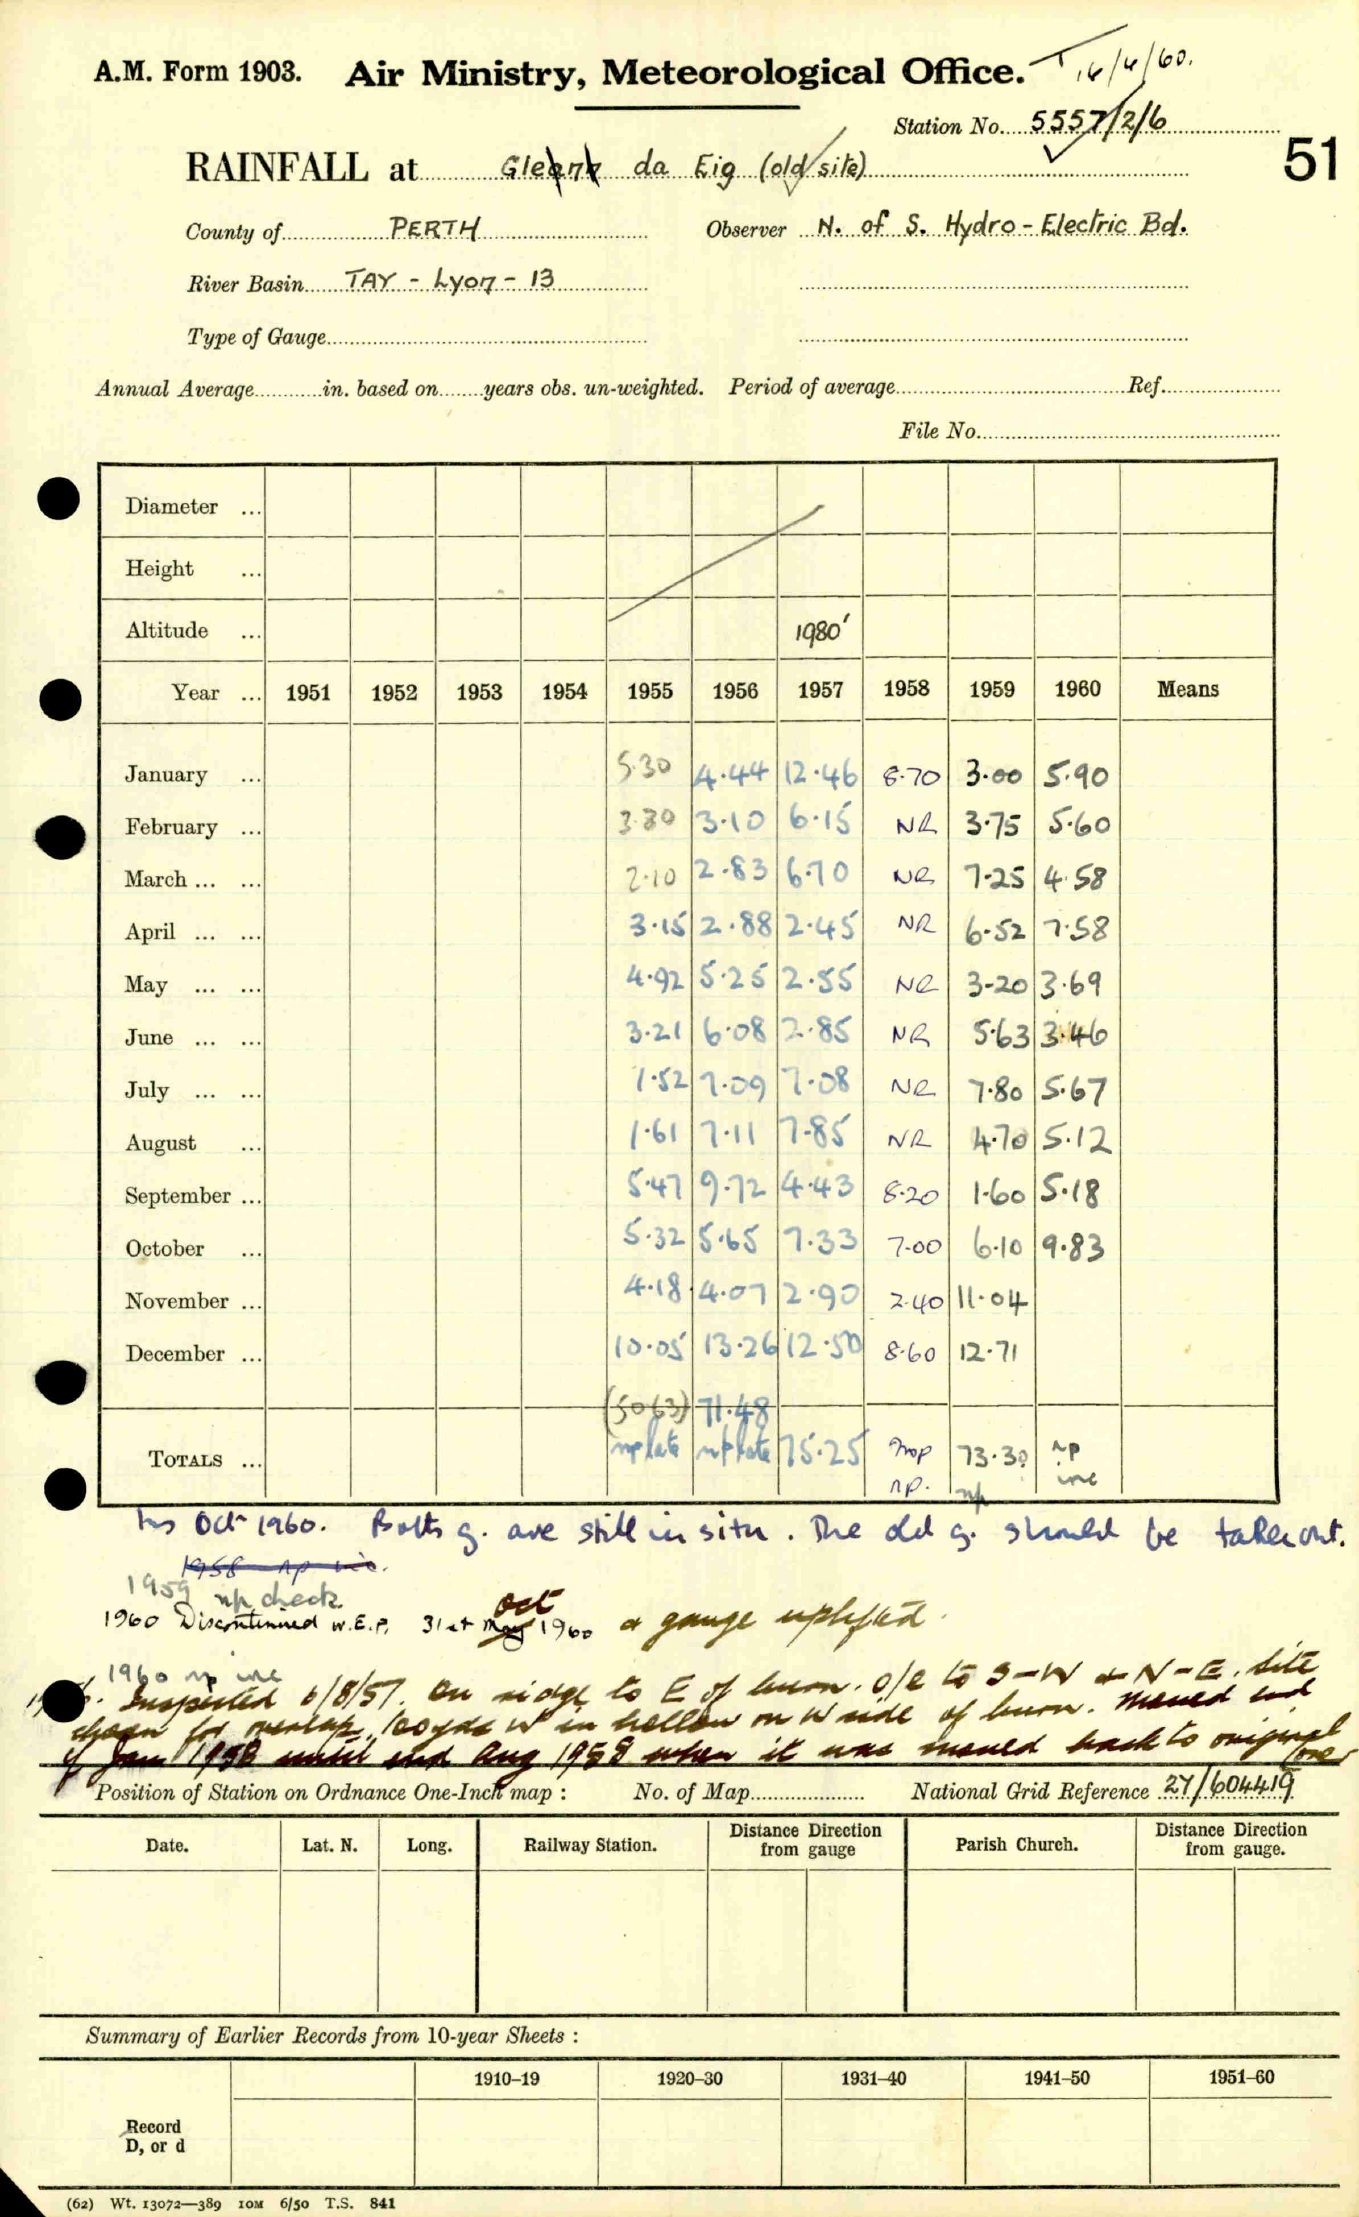 A.M. Form 1903. Air Ministry, Meteorological Office. T 14/4/60.
Station No. 5557/2/6
51
RAINFALL at Gleann da Eig (old site)
County of PERTH Observer N. of S. Hydro-Electric Bd.
River Basin TAY - Lyon - 13
Type of Gauge
Annual Average in. based on years obs. un-weighted. Period of average Ref.
File No.
Diameter ...
Height ...
Altitude ... 1980'
Year ... 1951 1952 1953 1954 1955 1956 1957 1958 1959 1960 Means
January ... 5.30 4.44 12.46 8.70 3.00 5.90
February ... 3.80 3.10 6.15 NR 3.75 5.60
March ... ... 2.10 2.83 6.70 NR 7.25 4.58
April ... ... 3.15 2.88 2.45 NR 6.52 7.58
May ... ... 4.92 5.25 2.55 NR 3.20 3.69
June ... ... 3.21 6.08 2.85 NR 5.63 3.46
July ... ... 1.52 7.09 7.08 NR 7.80 5.67
August ... 1.61 7.11 7.85 NR 4.70 5.12
September ... 5.47 9.72 4.43 8.20 1.60 5.18
October ... 5.32 5.65 7.33 7.00 6.10 9.83
November ... 4.18 4.07 2.90 2.40 11.04
December ... 10.05 13.26 12.50 8.60 12.71
(50.63) 71.48
TOTALS ... np late np late 75.25 np. 73.30 np np inc
Ins Oct 1960. Both g. are still in situ. The old g. should be taken out.
1958 np inc.
1959 np check
Oct
1960 Discontinued W.E.F. 31st May 1960 & gauge uplifted.
1960 np inc
Inspected 6/8/57. On ridge to E of burn. O/E to S-W & N-E. Site
chosen for overlap, 100yds W in hollow on W side of burn. Moved end
of Jan 1958 until end Aug 1958 when it was moved back to original
Position of Station on Ordnance One-Inch map : No. of Map National Grid Reference 27/604419
Date. Lat. N. Long. Railway Station. Distance from gauge Direction Parish Church. Distance from gauge. Direction
Summary of Earlier Records from 10-year Sheets :
1910–19 1920–30 1931–40 1941–50 1951–60
Record
D, or d
(62) Wt. 13072—389 10M 6/50 T.S. 841